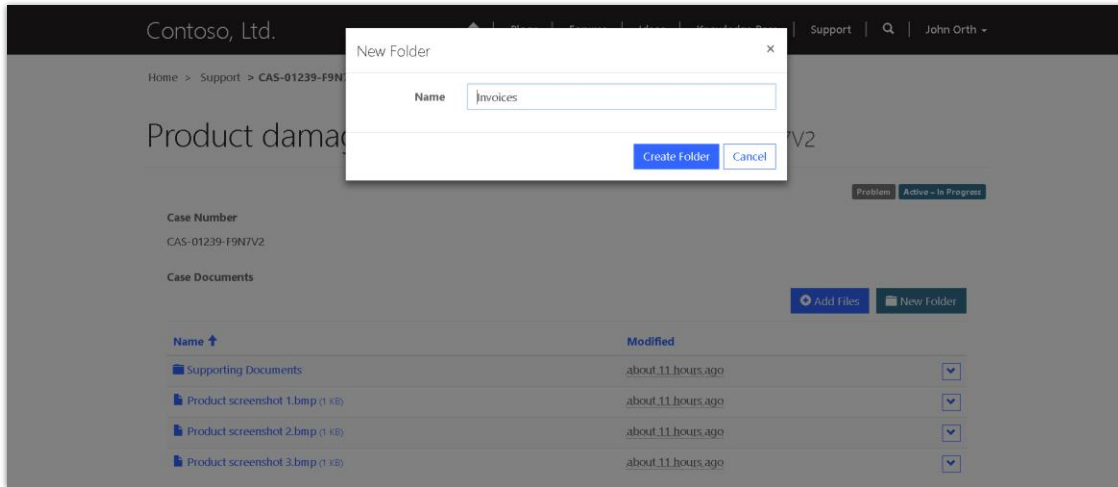 Contoso, Ltd.
Support | John Orth
New Folder ×
Home > Support > CAS-01239-F9N7
Name Invoices
Product damag V2
Create Folder Cancel
Problem Active – In Progress
Case Number
CAS-01239-F9N7V2
Case Documents
Add Files New Folder
Name Modified
Supporting Documents about 11 hours ago
Product screenshot 1.bmp (1 KB) about 11 hours ago
Product screenshot 2.bmp (1 KB) about 11 hours ago
Product screenshot 3.bmp (1 KB) about 11 hours ago